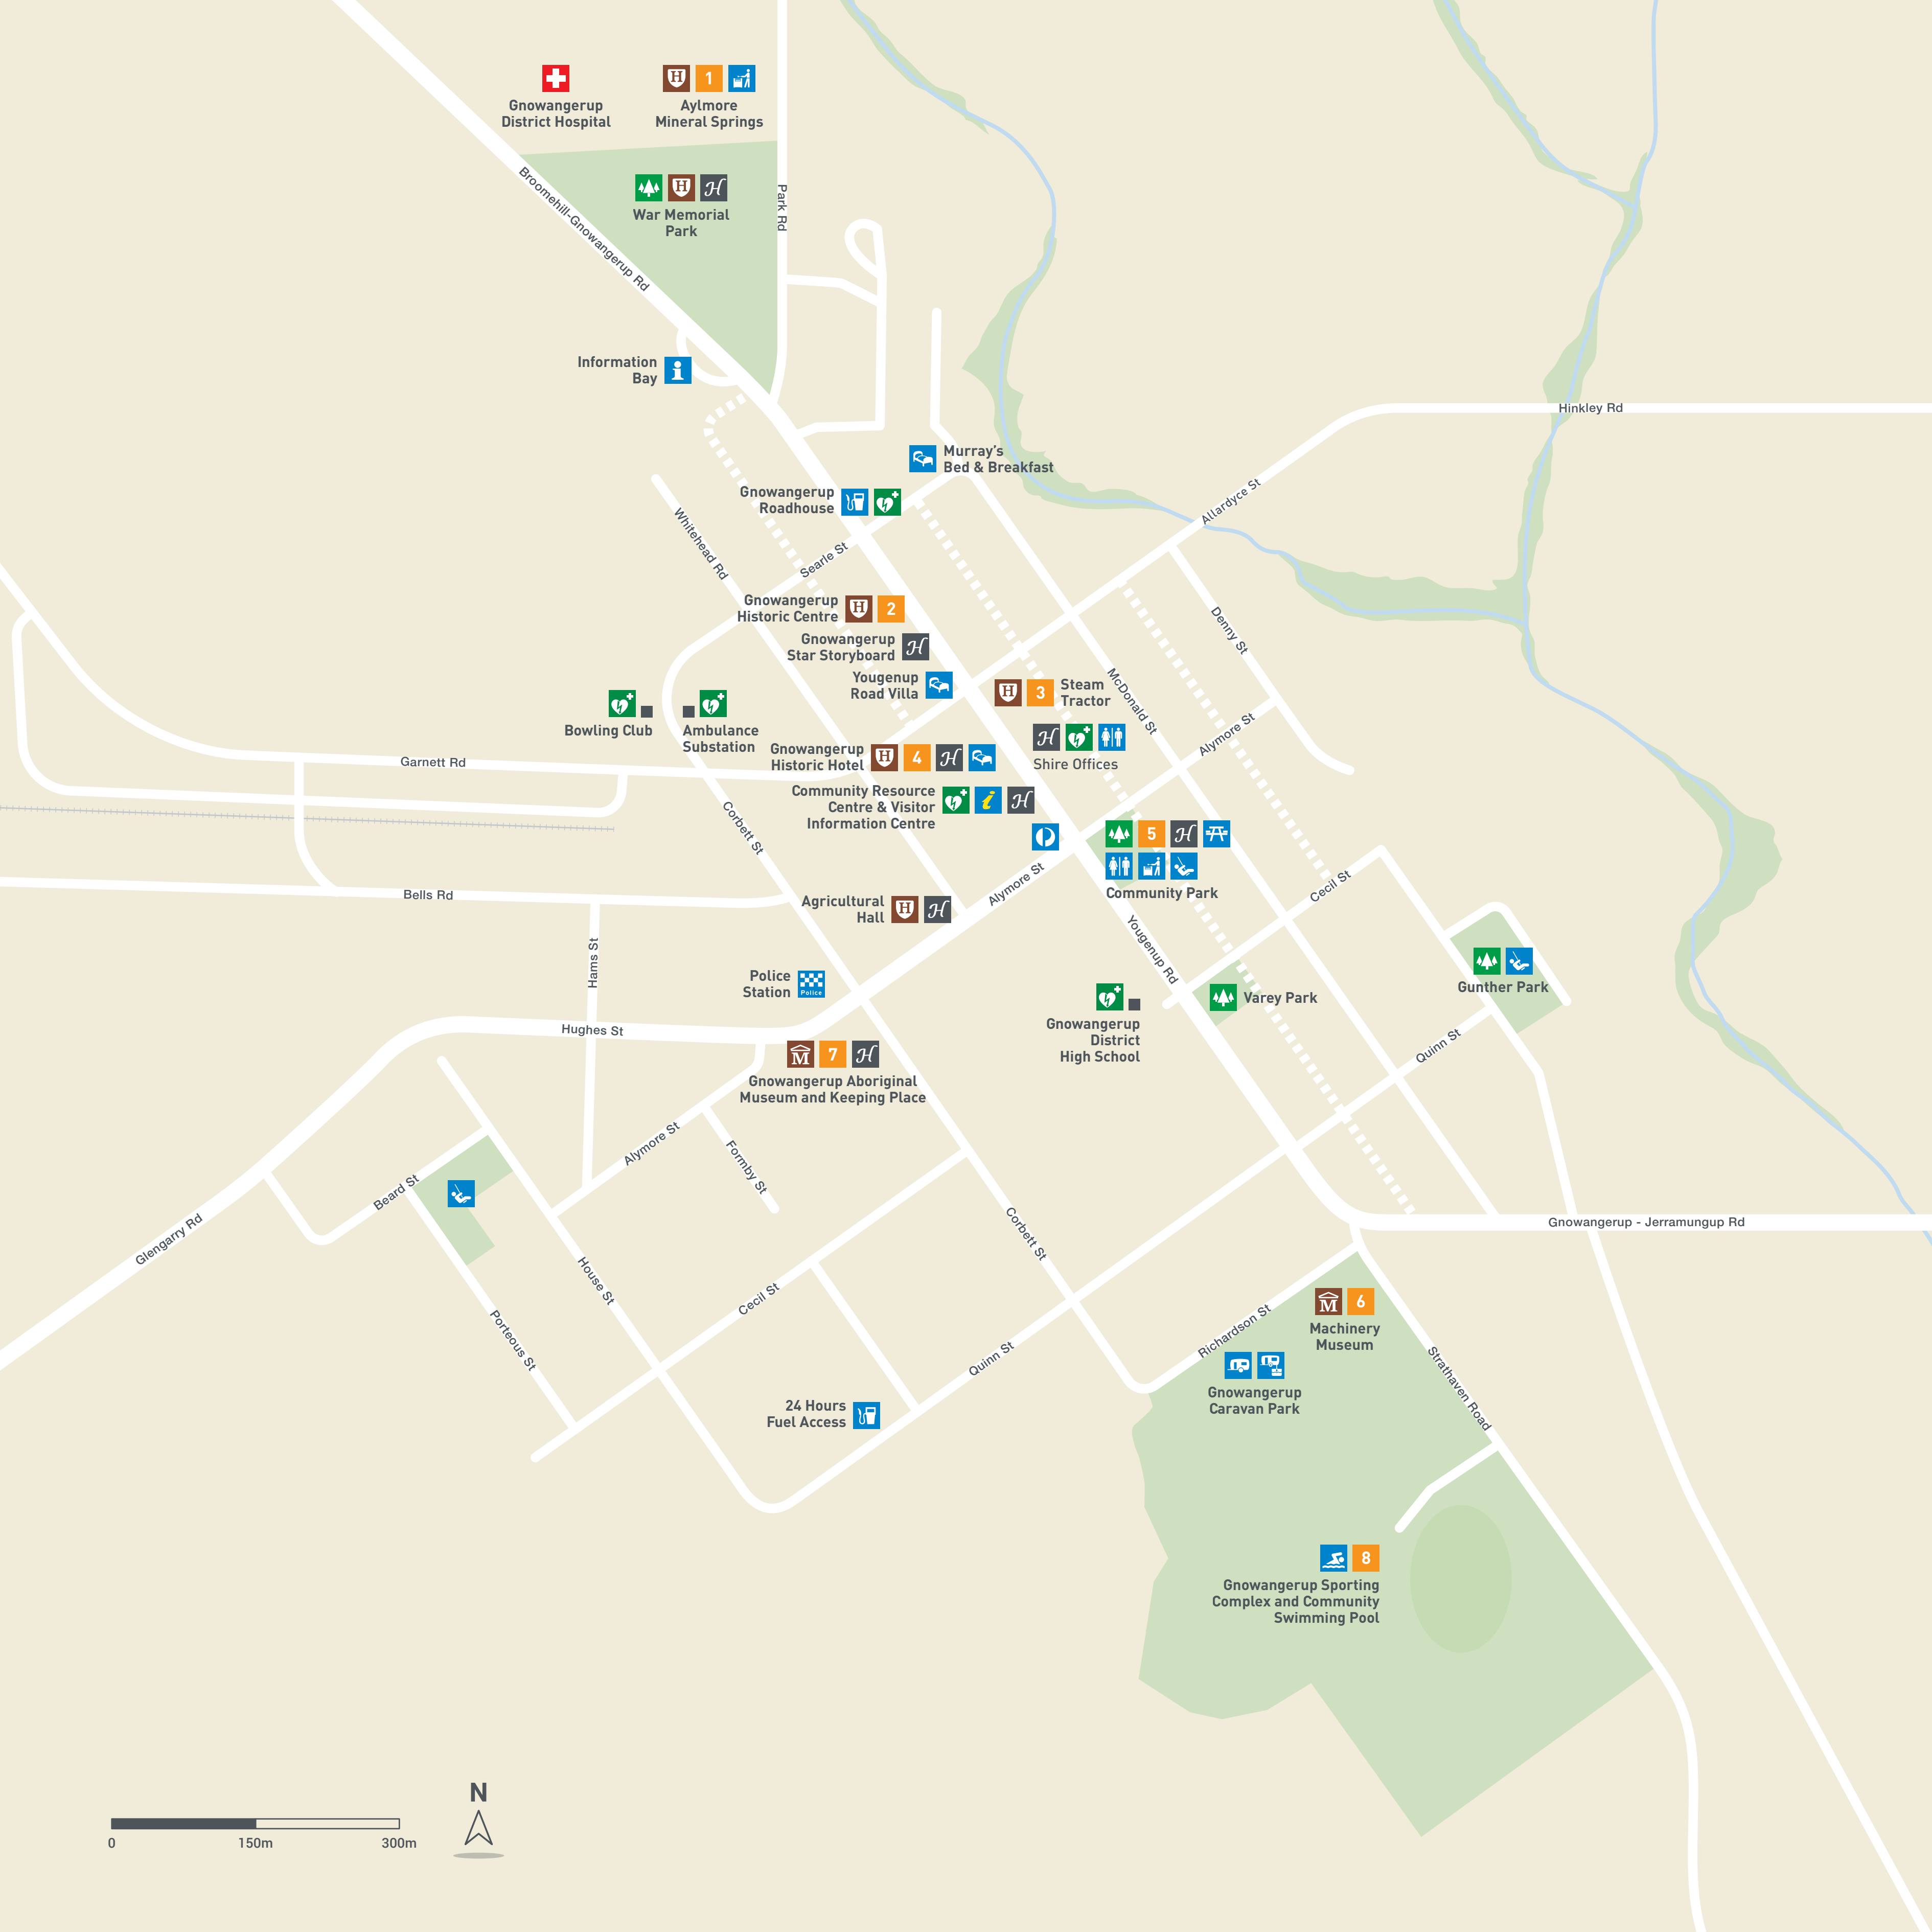 H 1
Gnowangerup
District Hospital
Aylmore
Mineral Springs
H H
War Memorial
Park
Broomehill-Gnowangerup Rd
Park Rd
Information
Bay
i
Hinkley Rd
Murray's
Bed & Breakfast
Gnowangerup
Roadhouse
Allardyce St
Whitehead Rd
Searle St
Gnowangerup
Historic Centre
H 2
Denny St
Gnowangerup
Star Storyboard
H
Yougenup
Road Villa
H 3
Steam
Tractor
McDonald St
Bowling Club
Ambulance
Substation
Alymore St
H
Shire Offices
Gnowangerup
Historic Hotel
H 4 H
Garnett Rd
Community Resource
Centre & Visitor
Information Centre
i H
Corbett St
5 H
Community Park
Alymore St
Cecil St
Bells Rd
Agricultural
Hall
H H
Yougenup Rd
Hams St
Police
Station
Police
Gunther Park
Varey Park
Gnowangerup
District
High School
Hughes St
Quinn St
M 7 H
Gnowangerup Aboriginal
Museum and Keeping Place
Alymore St
Formby St
Beard St
Glengarry Rd
Corbett St
Gnowangerup - Jerramungup Rd
House St
Cecil St
Porteous St
M 6
Machinery
Museum
Richardson St
Quinn St
Strathaven Road
Gnowangerup
Caravan Park
24 Hours
Fuel Access
8
Gnowangerup Sporting
Complex and Community
Swimming Pool
N
0 150m 300m